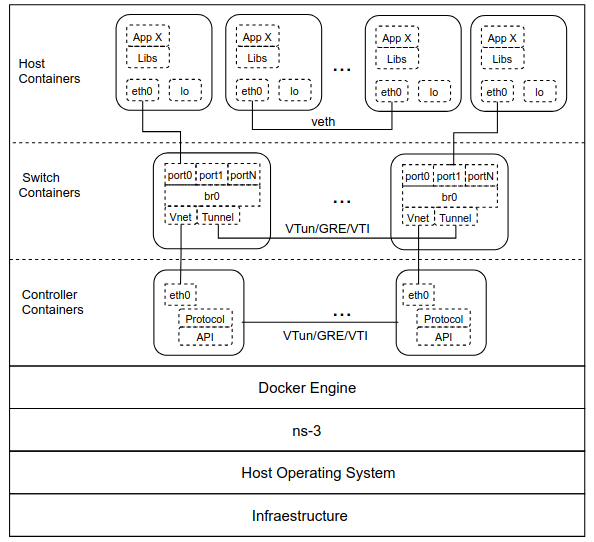 App X
App X
App X
App X
Host
Containers
Libs
Libs
...
Libs
Libs
eth0
lo
eth0
lo
eth0
lo
eth0
lo
veth
Switch
Containers
port0
port1
portN
port0
port1
portN
br0
...
br0
Vnet
Tunnel
Vnet
Tunnel
VTun/GRE/VTI
Controller
Containers
eth0
eth0
Protocol
...
Protocol
API
VTun/GRE/VTI
API
Docker Engine
ns-3
Host Operating System
Infraestructure